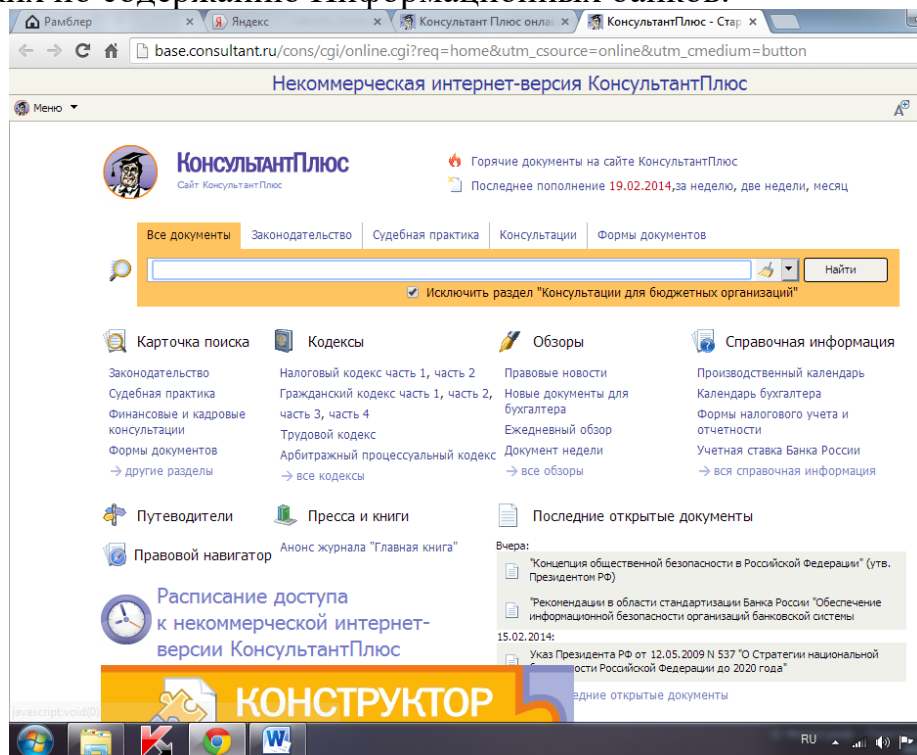 ия по содержанию Информационных банков.
Рамблер
Яндекс
Консультант Плюс онла
КонсультантПлюс - Стар
base.consultant.ru/cons/cgi/online.cgi?req=home&utm_csource=online&utm_cmedium=button
Некоммерческая интернет-версия КонсультантПлюс
Меню
КОНСУЛЬТАНТПЛЮС
Сайт КонсультантПлюс
Горячие документы на сайте КонсультантПлюс
Последнее пополнение 19.02.2014,за неделю, две недели, месяц
Все документы Законодательство Судебная практика Консультации Формы документов
Найти
Исключить раздел "Консультации для бюджетных организаций"
Карточка поиска
Законодательство
Судебная практика
Финансовые и кадровые
консультации
Формы документов
→ другие разделы
Кодексы
Налоговый кодекс часть 1, часть 2
Гражданский кодекс часть 1, часть 2,
часть 3, часть 4
Трудовой кодекс
Арбитражный процессуальный кодекс
→ все кодексы
Обзоры
Правовые новости
Новые документы для
бухгалтера
Ежедневный обзор
Документ недели
→ все обзоры
Справочная информация
Производственный календарь
Календарь бухгалтера
Формы налогового учета и
отчетности
Учетная ставка Банка России
→ вся справочная информация
Путеводители
Правовой навигатор
Пресса и книги
Анонс журнала "Главная книга"
Последние открытые документы
Вчера:
"Концепция общественной безопасности в Российской Федерации" (утв.
Президентом РФ)
"Рекомендации в области стандартизации Банка России "Обеспечение
информационной безопасности организаций банковской системы
15.02.2014:
Указ Президента РФ от 12.05.2009 N 537 "О Стратегии национальной
ости Российской Федерации до 2020 года"
едние открытые документы
Расписание доступа
к некоммерческой интернет-
версии КонсультантПлюс
КОНСТРУКТОР
javascript:void(0)
RU